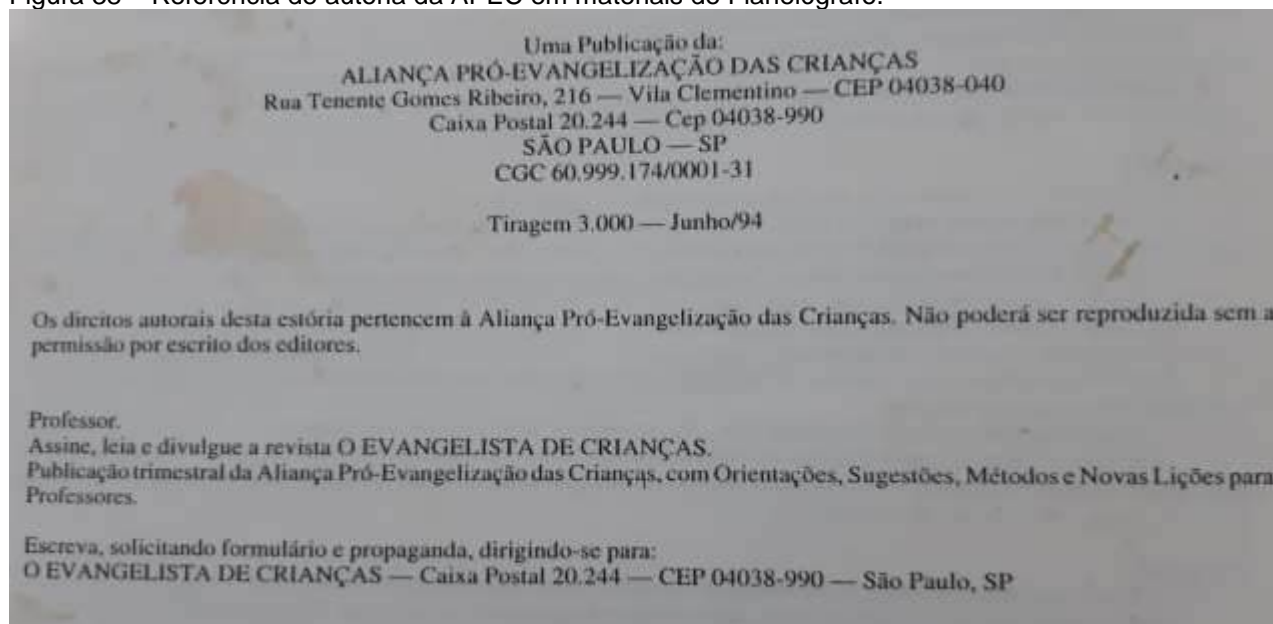 Figura 38 – Referência de autoria da APEC em materiais de Flanelógrafo.
Uma Publicação da:
ALIANÇA PRÓ-EVANGELIZAÇÃO DAS CRIANÇAS
Rua Tenente Gomes Ribeiro, 216 — Vila Clementino — CEP 04038-040
Caixa Postal 20.244 — Cep 04038-990
SÃO PAULO — SP
CGC 60.999.174/0001-31
Tiragem 3.000 — Junho/94
Os direitos autorais desta estória pertencem à Aliança Pró-Evangelização das Crianças. Não poderá ser reproduzida sem a
permissão por escrito dos editores.
Professor.
Assine, leia e divulgue a revista O EVANGELISTA DE CRIANÇAS.
Publicação trimestral da Aliança Pró-Evangelização das Crianças, com Orientações, Sugestões, Métodos e Novas Lições para
Professores.
Escreva, solicitando formulário e propaganda, dirigindo-se para:
O EVANGELISTA DE CRIANÇAS — Caixa Postal 20.244 — CEP 04038-990 — São Paulo, SP